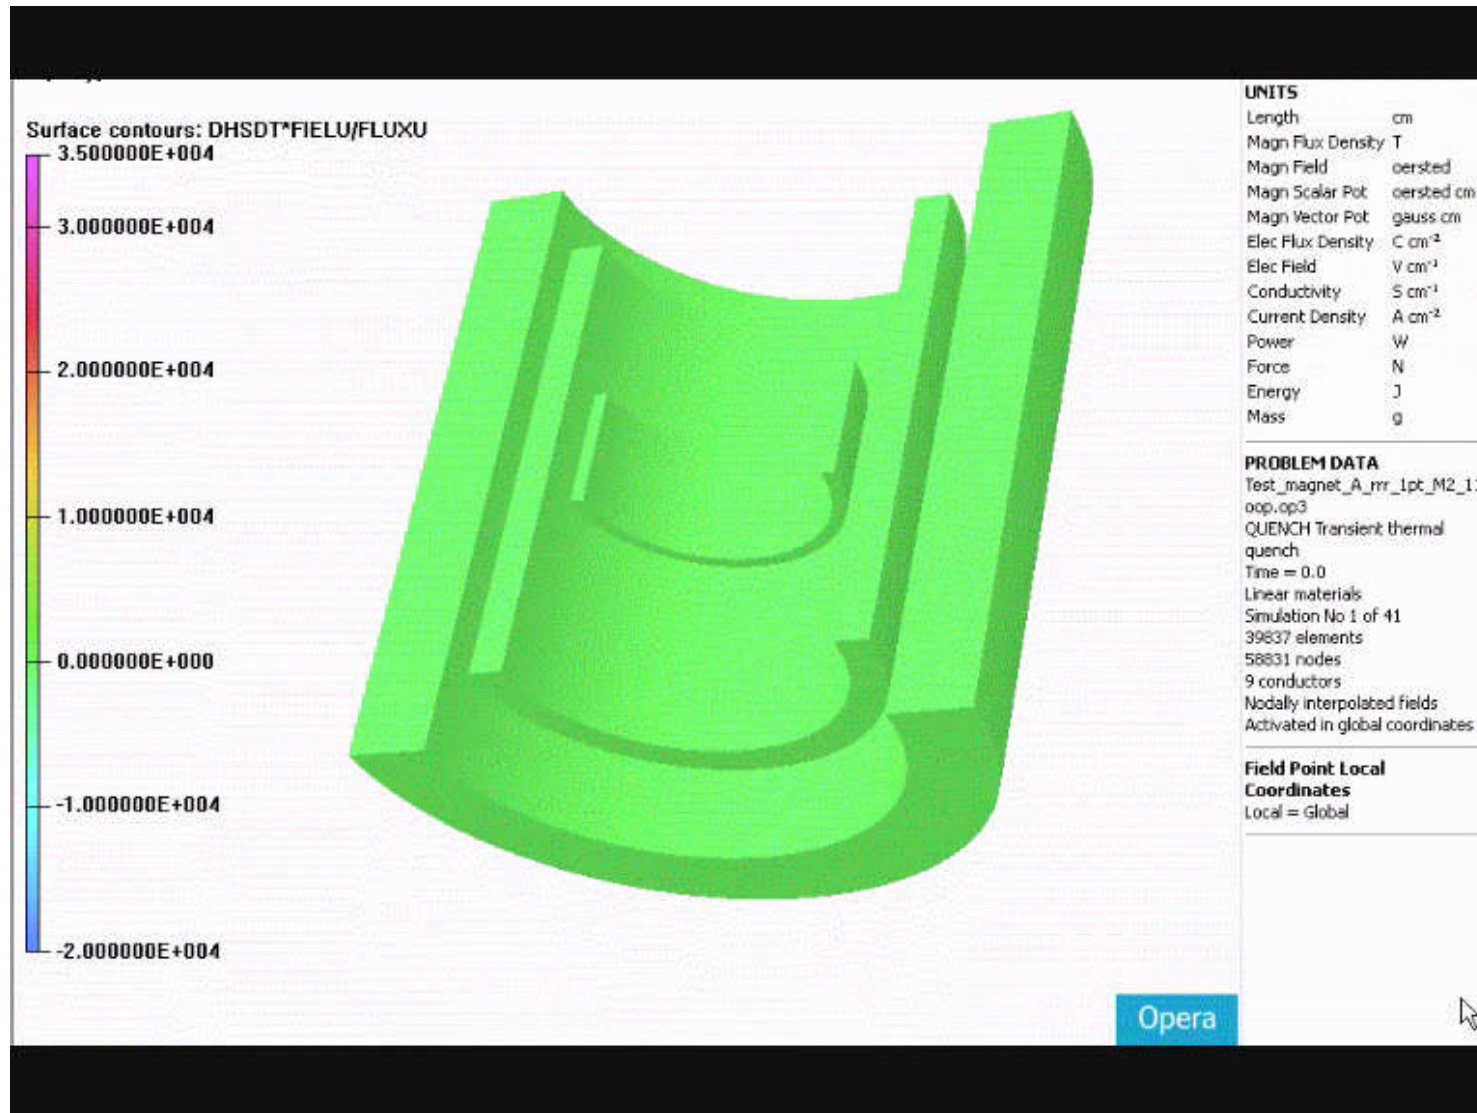 Surface contours: DHSDT*FIELU/FLUXU
3.500000E+004
3.000000E+004
2.000000E+004
1.000000E+004
0.000000E+000
-1.000000E+004
-2.000000E+004
UNITS
Length cm
Magn Flux Density T
Magn Field oersted
Magn Scalar Pot oersted cm
Magn Vector Pot gauss cm
Elec Flux Density C cm⁻²
Elec Field V cm⁻¹
Conductivity S cm⁻¹
Current Density A cm⁻²
Power W
Force N
Energy J
Mass g
PROBLEM DATA
Test_magnet_A_rrr_1pt_M2_11
oop.op3
QUENCH Transient thermal
quench
Time = 0.0
Linear materials
Simulation No 1 of 41
39837 elements
58831 nodes
9 conductors
Nodally interpolated fields
Activated in global coordinates
Field Point Local
Coordinates
Local = Global
Opera